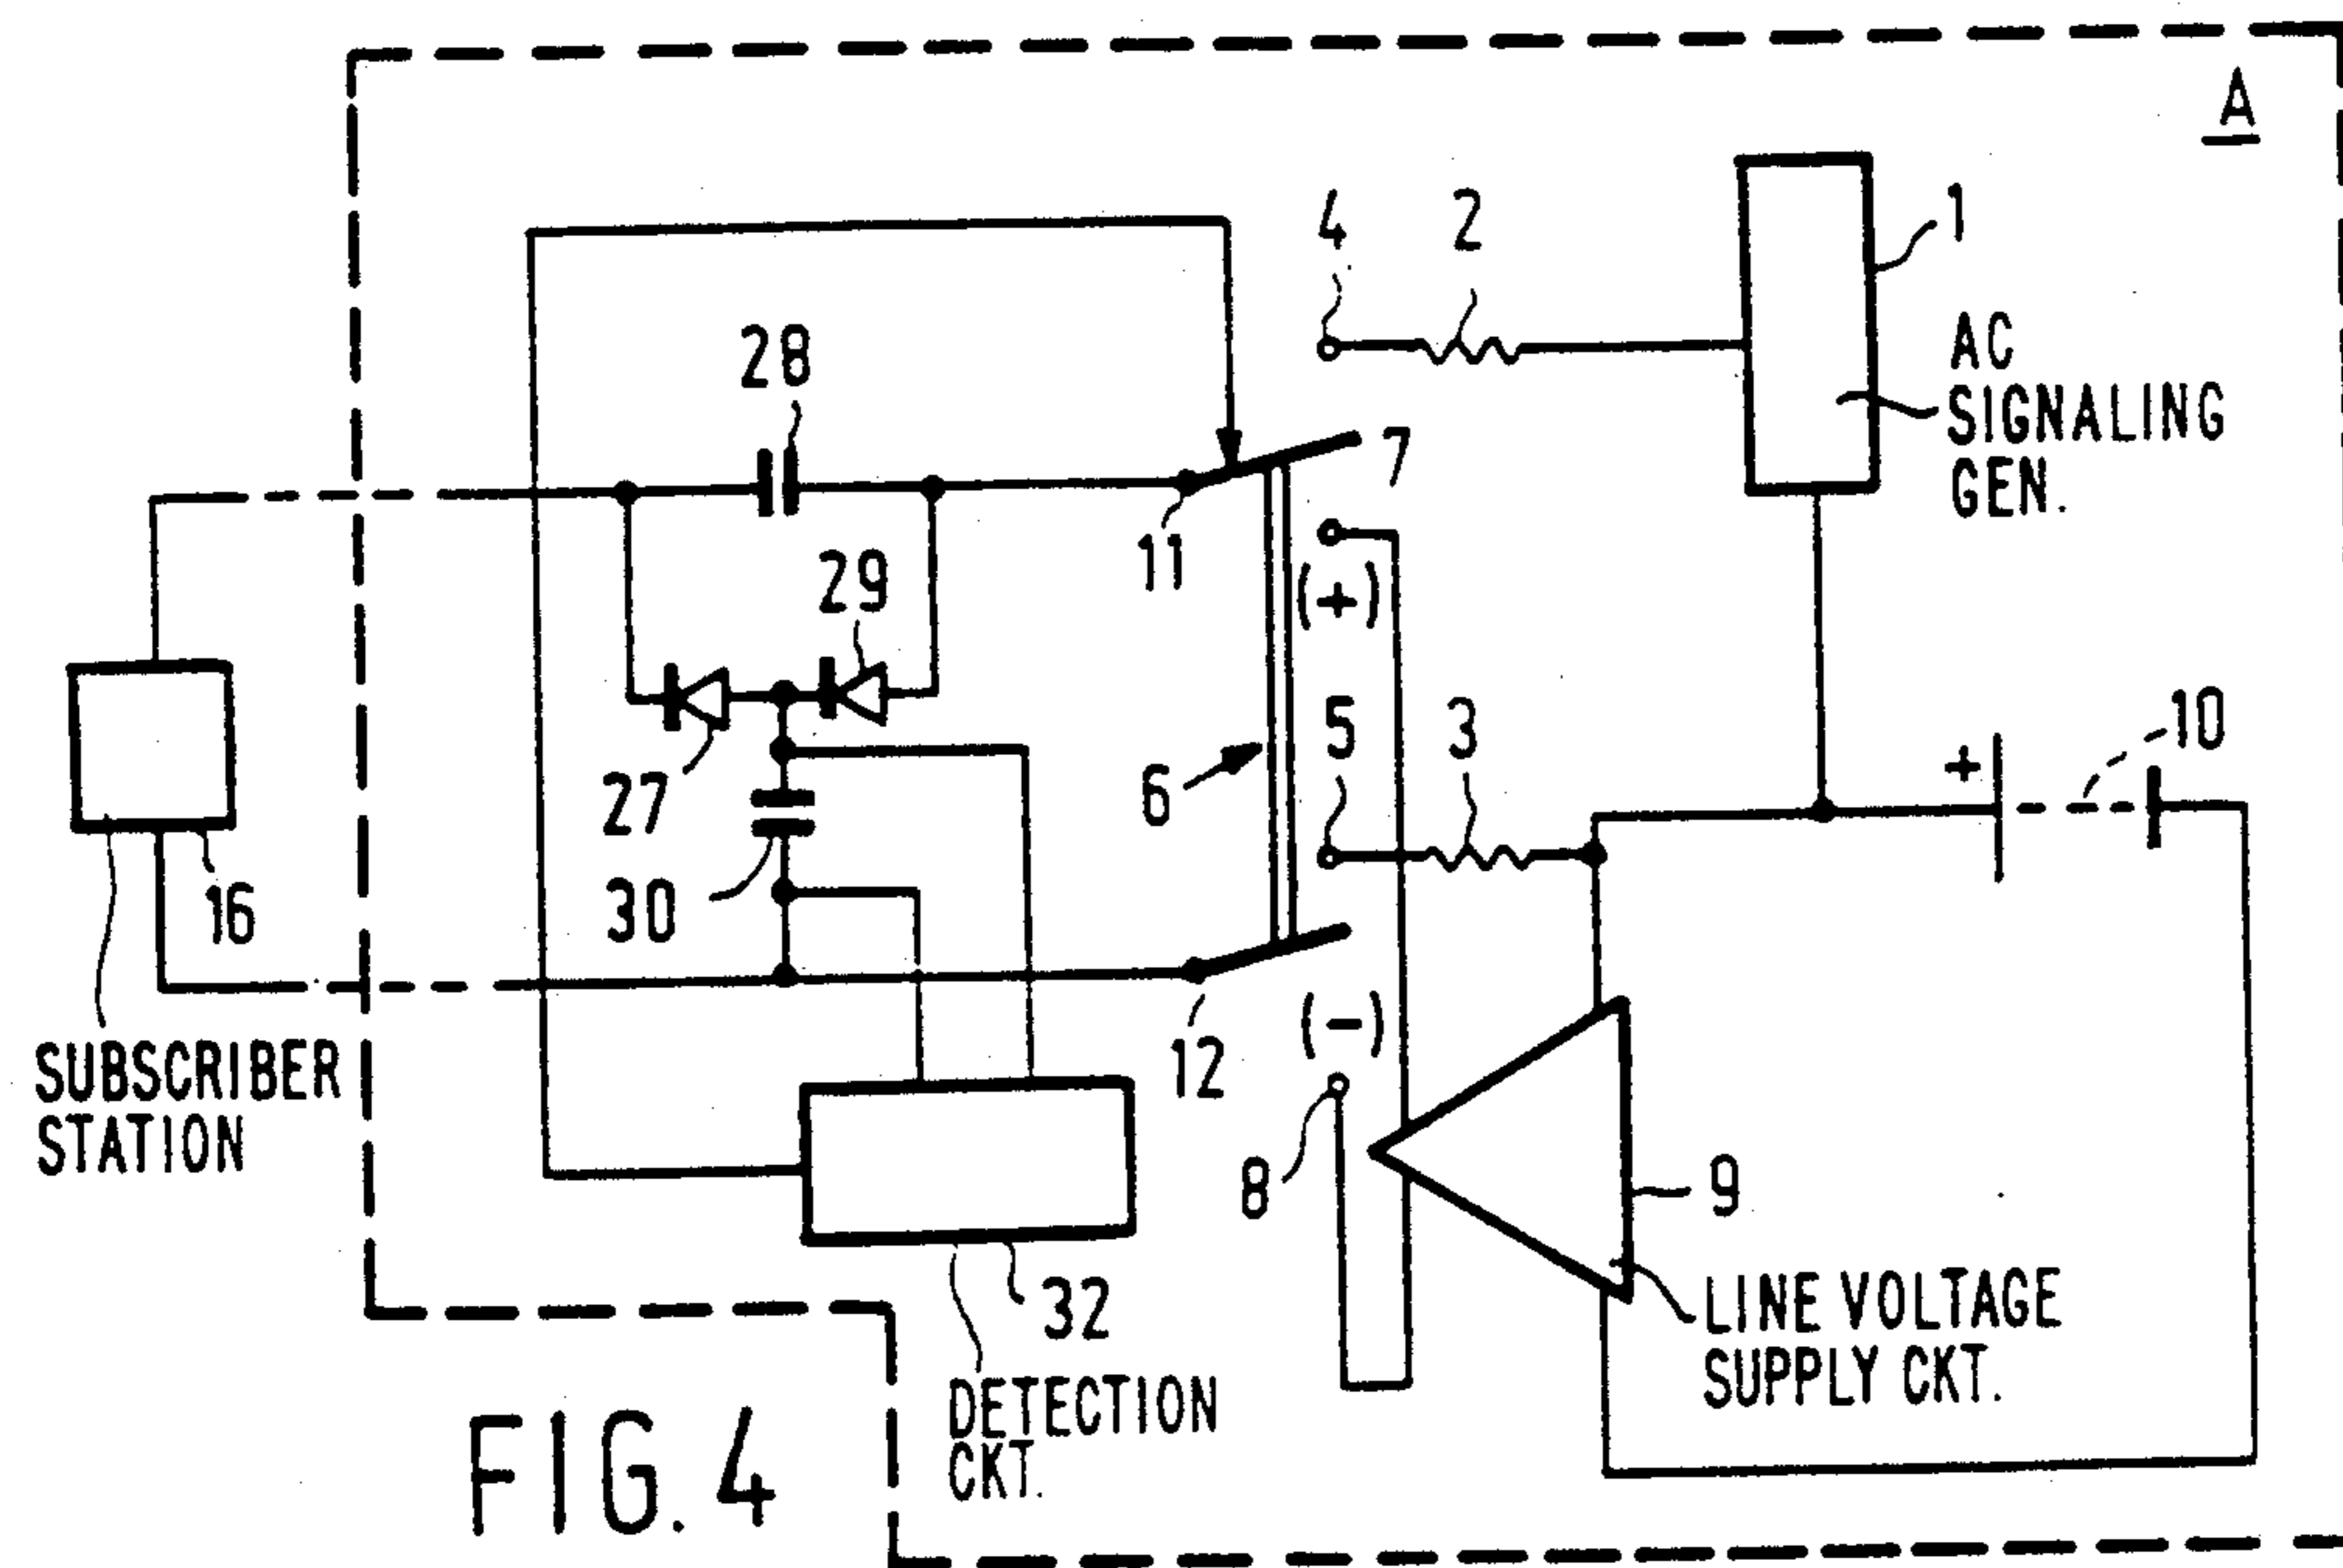 A
4
2
1
AC
SIGNALING
GEN.
28
7
11
29
(+)
5
3
+
10
27
6
30
16
(-)
SUBSCRIBER
STATION
12
8
9
32
LINE VOLTAGE
SUPPLY CKT.
DETECTION
CKT.
FIG. 4